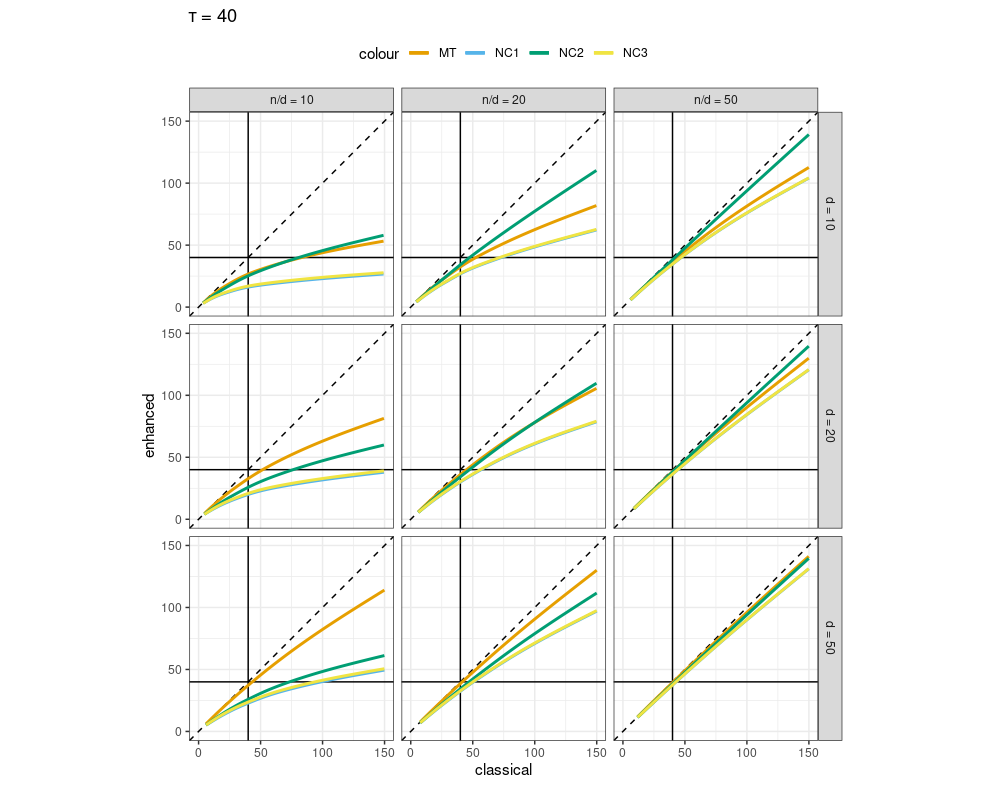 τ = 40
colour MT NC1 NC2 NC3
n/d = 10 n/d = 20 n/d = 50
150
100
50
0
d = 10
150
100
50
0
d = 20
enhanced
150
100
50
0
d = 50
0 50 100 150 0 50 100 150 0 50 100 150
classical